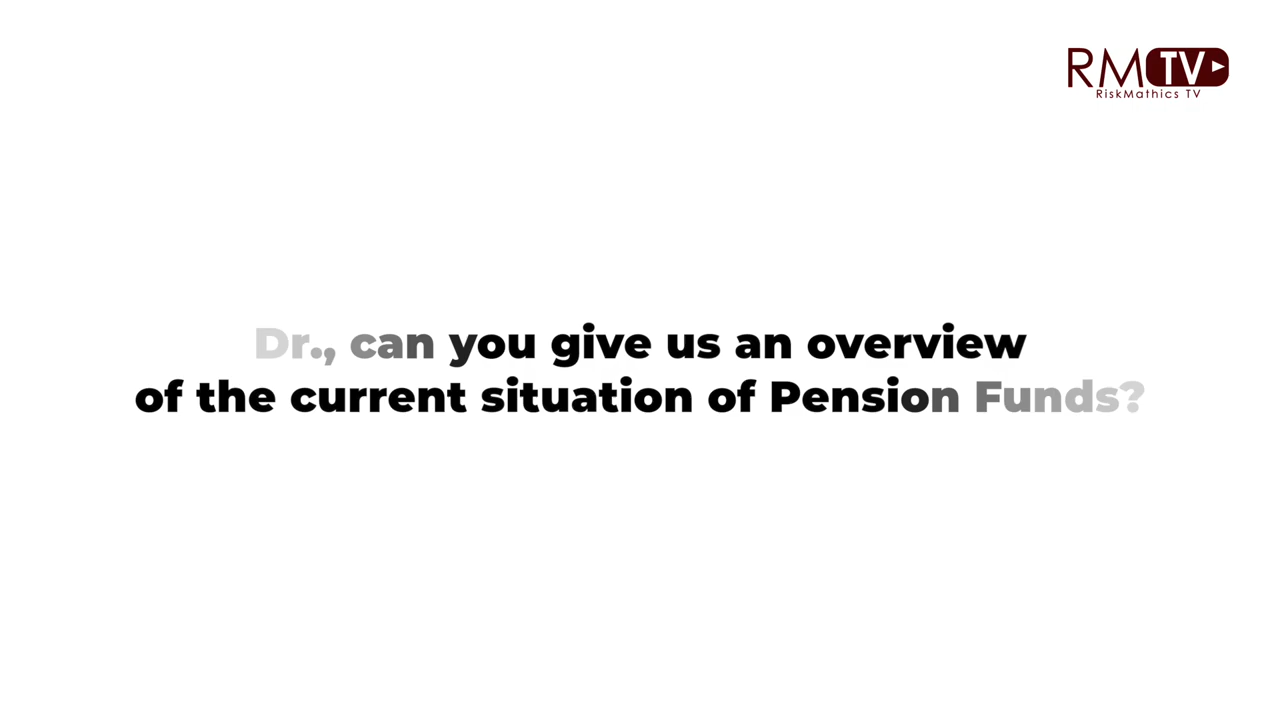 RMTV
RiskMathics TV
Dr., can you give us an overview
of the current situation of Pension Funds?